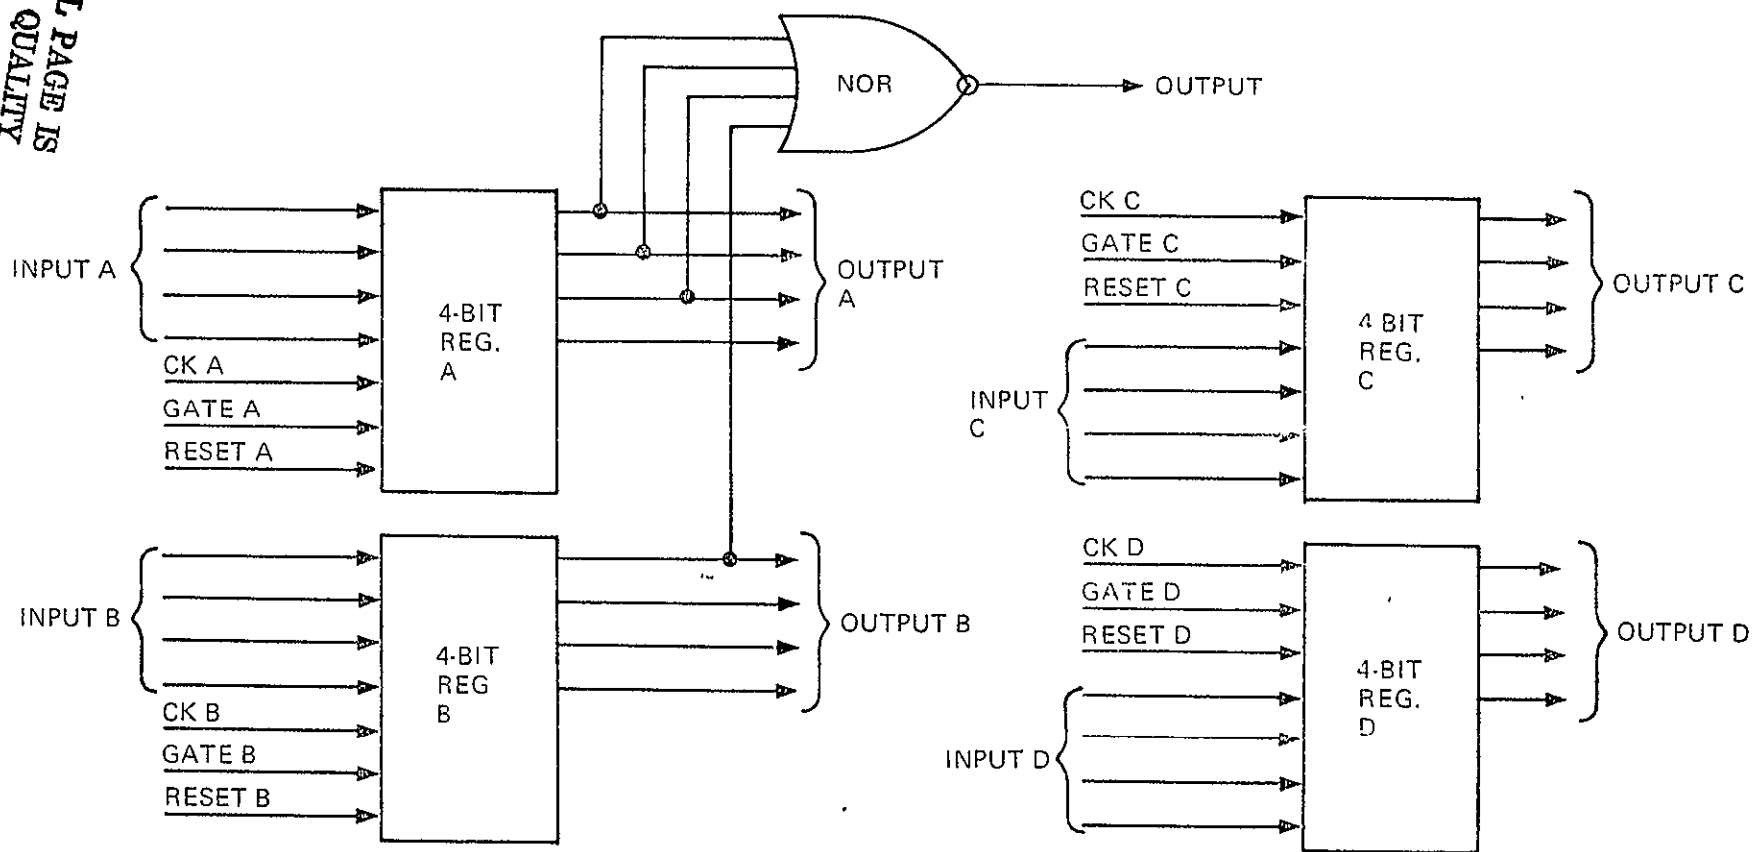 L PAGE IS
QUALITY
NOR
OUTPUT
INPUT A
CK A
GATE A
RESET A
4-BIT
REG.
A
OUTPUT
A
CK C
GATE C
RESET C
INPUT
C
4 BIT
REG.
C
OUTPUT C
INPUT B
CK B
GATE B
RESET B
4-BIT
REG
B
OUTPUT B
CK D
GATE D
RESET D
INPUT D
4-BIT
REG.
D
OUTPUT D